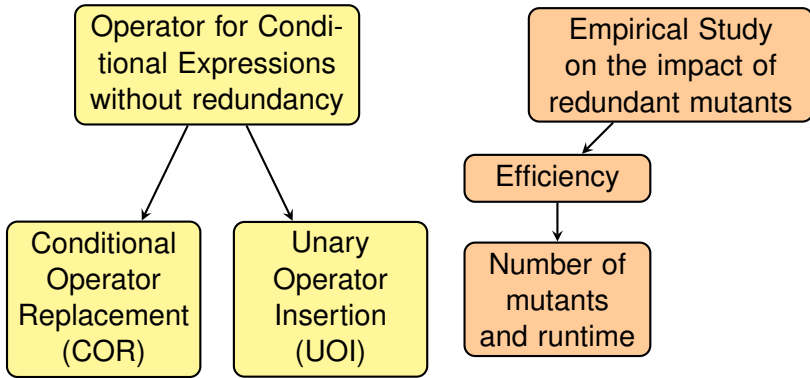 Operator for Condi-
tional Expressions
without redundancy
Conditional
Operator
Replacement
(COR)
Unary
Operator
Insertion
(UOI)
Empirical Study
on the impact of
redundant mutants
Efficiency
Number of
mutants
and runtime